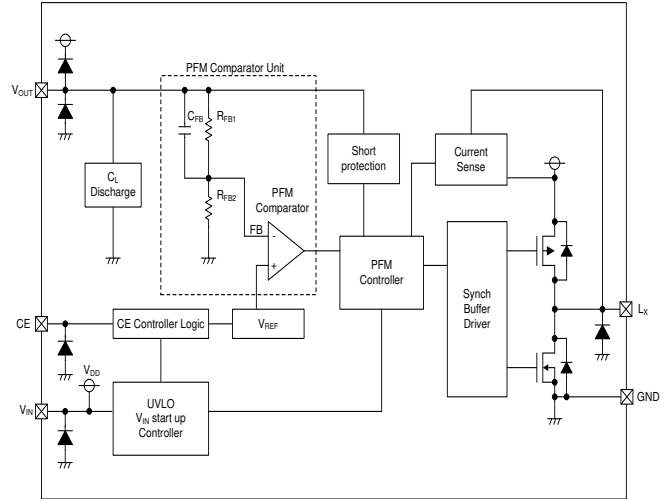 PFM Comparator Unit
VOUT
CFB
RFB1
Short
protection
Current
Sense
CL
Discharge
RFB2
PFM
Comparator
FB
-
+
PFM
Controller
Synch
Buffer
Driver
CE
CE Controller Logic
VREF
LX
VDD
VIN
UVLO
VIN start up
Controller
GND